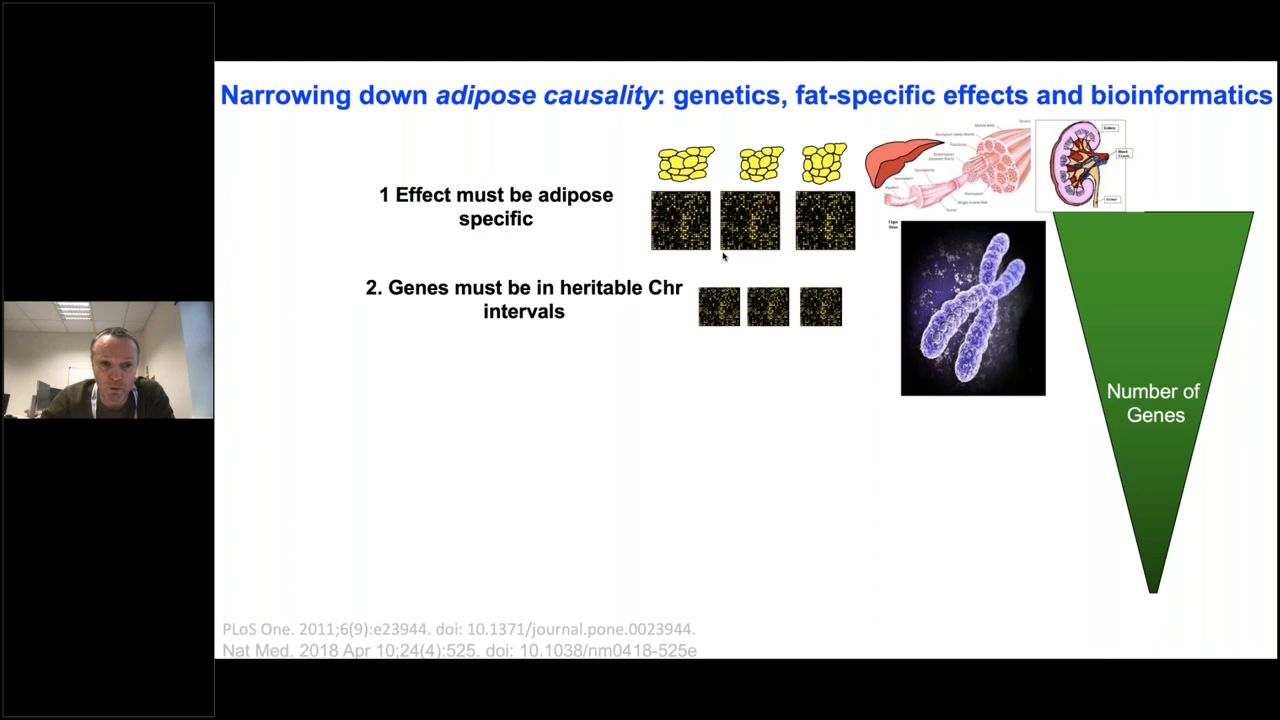 Narrowing down adipose causality: genetics, fat-specific effects and bioinformatics
1 Effect must be adipose
specific
2. Genes must be in heritable Chr
intervals
Kidney
Ureter
Number of
Genes
PLoS One. 2011;6(9):e23944. doi: 10.1371/journal.pone.0023944.
Nat Med. 2018 Apr 10;24(4):525. doi: 10.1038/nm0418-525e